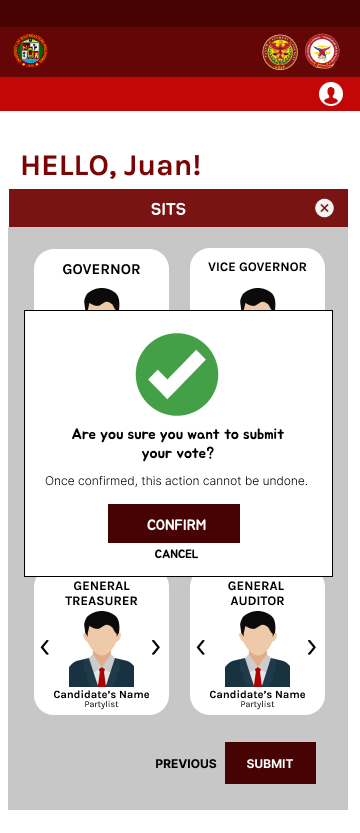 HELLO, Juan!
SITS
GOVERNOR
VICE GOVERNOR
Are you sure you want to submit
your vote?
Once confirmed, this action cannot be undone.
CONFIRM
CANCEL
GENERAL
TREASURER
Candidate's Name
Partylist
GENERAL
AUDITOR
Candidate's Name
Partylist
PREVIOUS
SUBMIT